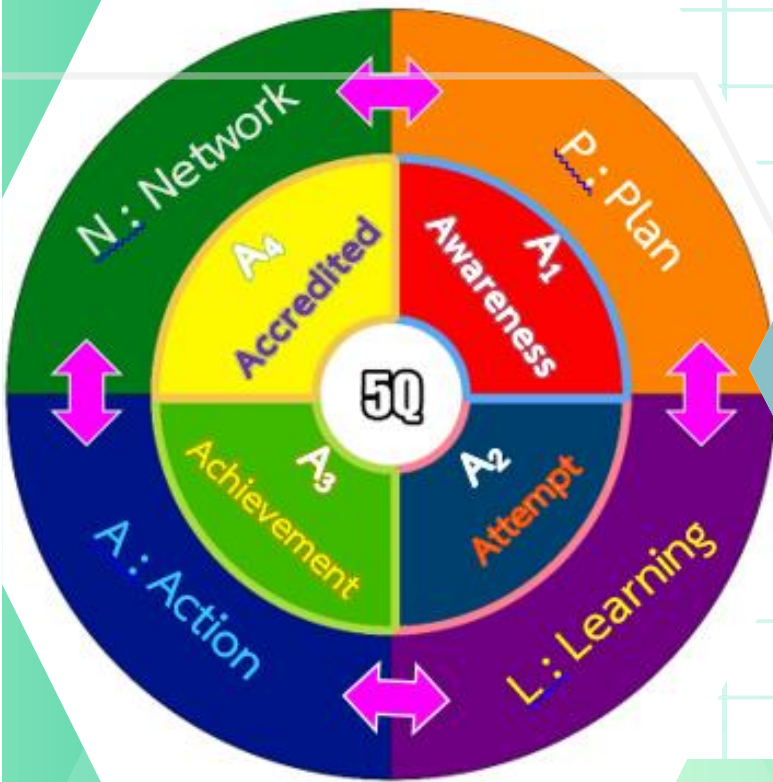 N : Network
P : Plan
A4
Accredited
A1
Awareness
5Q
A3
Achievement
A2
Attempt
A : Action
L : Learning